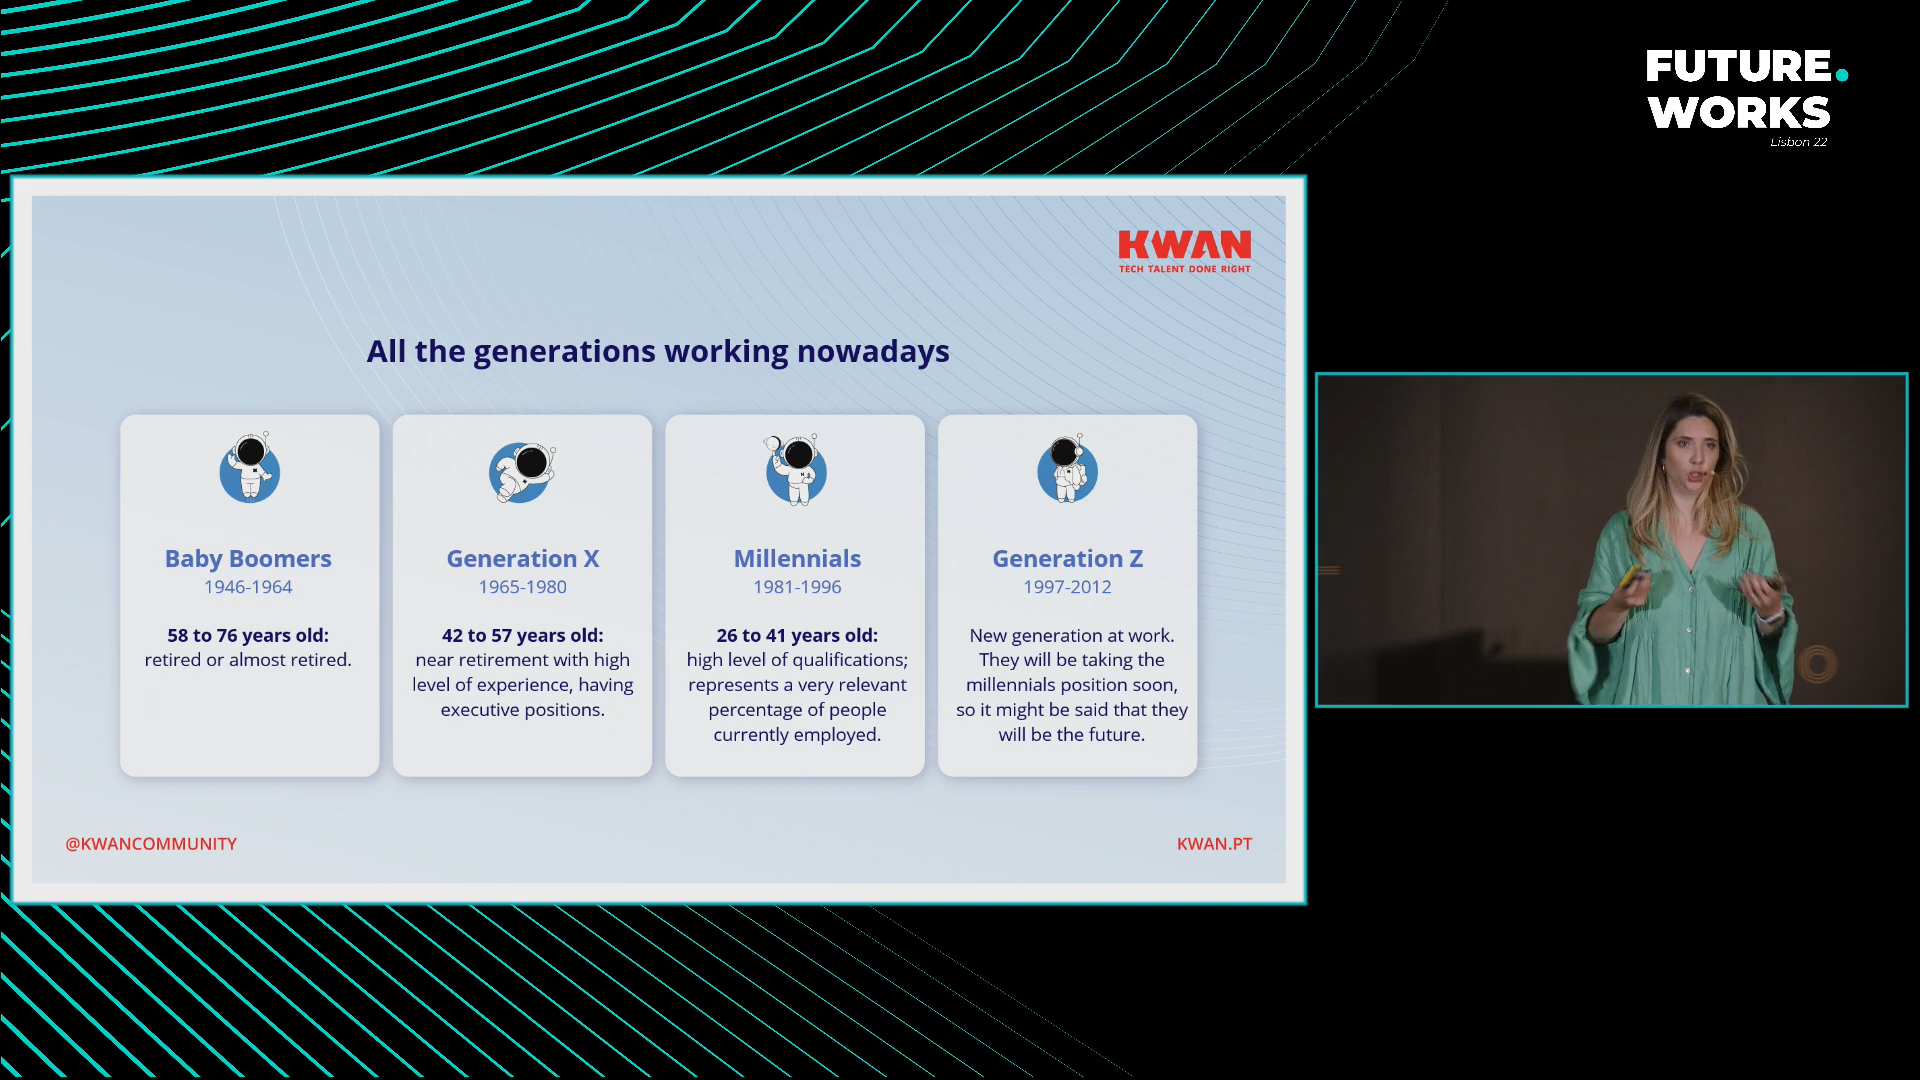 FUTURE.
WORKS
Lisbon 22
KWAN
TECH TALENT DONE RIGHT
All the generations working nowadays
Baby Boomers
1946-1964
58 to 76 years old:
retired or almost retired.
Generation X
1965-1980
42 to 57 years old:
near retirement with high
level of experience, having
executive positions.
Millennials
1981-1996
26 to 41 years old:
high level of qualifications;
represents a very relevant
percentage of people
currently employed.
Generation Z
1997-2012
New generation at work.
They will be taking the
millennials position soon,
so it might be said that they
will be the future.
@KWANCOMMUNITY
KWAN.PT